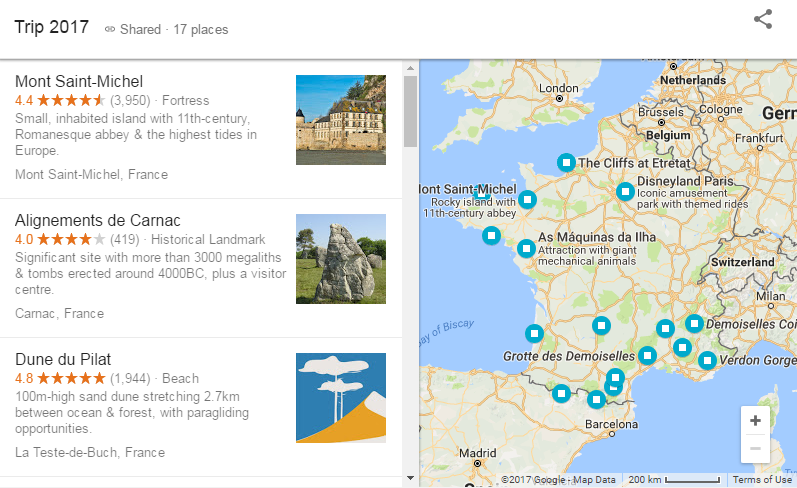 Trip 2017
Shared · 17 places
Mont Saint-Michel
4.4 (3,950) · Fortress
Small, inhabited island with 11th-century,
Romanesque abbey & the highest tides in
Europe.
Mont Saint-Michel, France
Alignements de Carnac
4.0 (419) · Historical Landmark
Significant site with more than 3000 megaliths
& tombs erected around 4000BC, plus a visitor
centre.
Carnac, France
Dune du Pilat
4.8 (1,944) · Beach
100m-high sand dune stretching 2.7km
between ocean & forest, with paragliding
opportunities.
La Teste-de-Buch, France
Netherlands
London
Brussels
Cologne
Belgium
Gern
Frankfurt
The Cliffs at Etretat
Disneyland Paris
Iconic amusement
park with themed rides
Mont Saint-Michel
Rocky island with
11th-century abbey
As Máquinas da Ilha
Attraction with giant
mechanical animals
Switzerland
Milan
ay of Biscay
Demoiselles Coi
Grotte des Demoiselles
Verdon Gorge
Barcelona
Madrid
©2017 Google - Map Data
200 km
Terms of Use